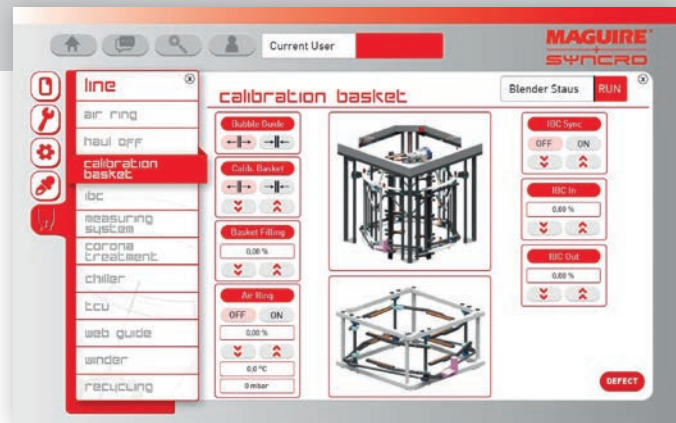 Current User
MAGUIRE
+
SYNCRO
line
air ring
haul off
calibration
basket
ibc
measuring
system
corona
treatment
chiller
tcu
web guide
winder
recycling
calibration basket
Blender Staus
RUN
Bubble Guide
Calib. Basket
Basket Filling
0,00 %
Air Ring
OFF ON
0,00 %
0,0 °C
0 mbar
IBC Sync
OFF ON
IBC In
0,00 %
IBC Out
0,00 %
DEFECT